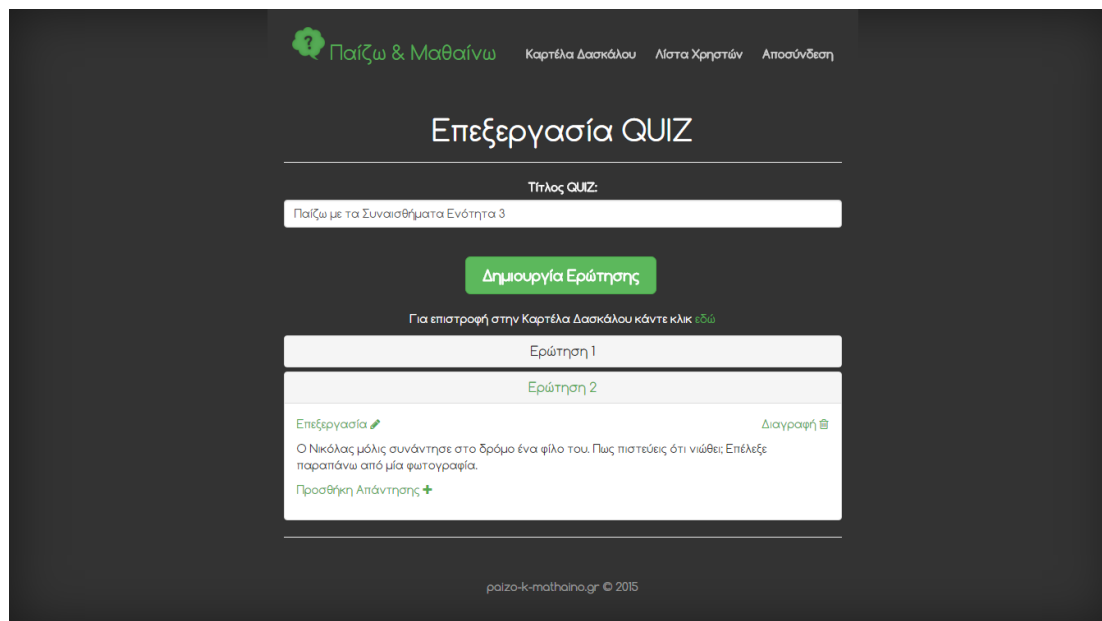 ?
Παίζω & Μαθαίνω
Καρτέλα Δασκάλου Λίστα Χρηστών Αποσύνδεση
Επεξεργασία QUIZ
Τίτλος QUIZ:
Παίζω με τα Συναισθήματα Ενότητα 3
Δημιουργία Ερώτησης
Για επιστροφή στην Καρτέλα Δασκάλου κάντε κλικ εδώ
Ερώτηση 1
Ερώτηση 2
Επεξεργασία Διαγραφή
Ο Νικόλας μόλις συνάντησε στο δρόμο ένα φίλο του. Πως πιστεύεις ότι νιώθει; Επέλεξε
παραπάνω από μία φωτογραφία.
Προσθήκη Απάντησης +
paizo-k-mathaino.gr © 2015